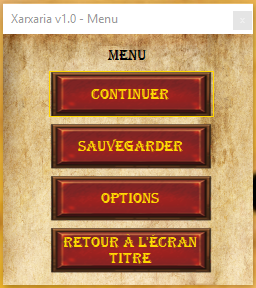 Xarxaria v1.0 - Menu
MENU
CONTINUER
SAUVEGARDER
OPTIONS
RETOUR À L'ÉCRAN
TITRE